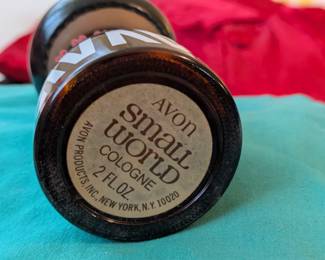 AVON
small
world
COLOGNE
2 FL OZ
AVON PRODUCTS, INC., NEW YORK, N.Y. 10020